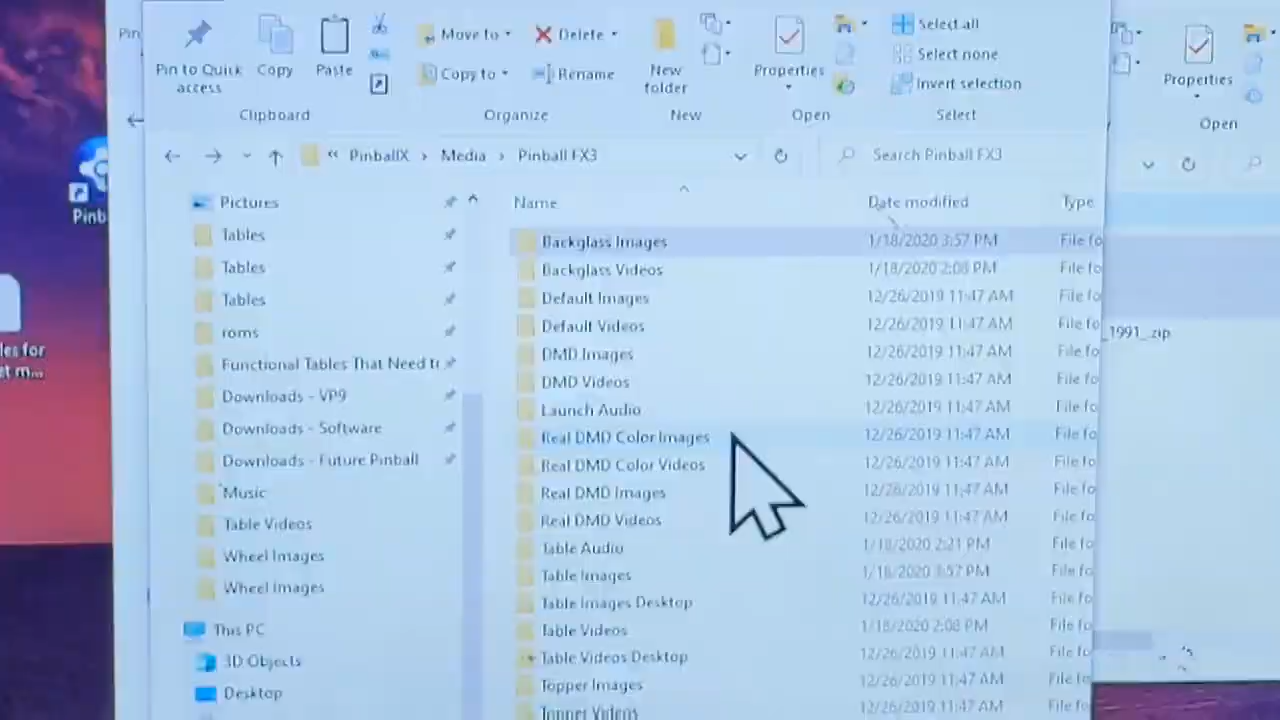 Pin
Move to
Delete
Select all
Select none
Invert selection
Pin to Quick
access
Copy
Paste
Copy to
Rename
New
folder
Properties
Properties
Clipboard
Organize
New
Open
Select
Open
« PinballX > Media > Pinball FX3
Search Pinball FX3
Pinb
les for
st m...
Pictures
Tables
Tables
Tables
roms
Functional Tables That Need t
Downloads - VP9
Downloads - Software
Downloads - Future Pinball
Music
Table Videos
Wheel Images
Wheel Images
This PC
3D Objects
Desktop
Name Date modified Type
Backglass Images 1/18/2020 3:57 PM File fo
Backglass Videos 1/18/2020 2:08 PM File fo
Default Images 12/26/2019 11:47 AM File fo
Default Videos 12/26/2019 11:47 AM File fo
DMD Images 12/26/2019 11:47 AM File fo
DMD Videos 12/26/2019 11:47 AM File fo
Launch Audio 12/26/2019 11:47 AM File fo
Real DMD Color Images 12/26/2019 11:47 AM File fo
Real DMD Color Videos 12/26/2019 11:47 AM File fo
Real DMD Images 12/26/2019 11:47 AM File fo
Real DMD Videos 12/26/2019 11:47 AM File fo
Table Audio 1/18/2020 2:21 PM File fo
Table Images 1/18/2020 3:57 PM File fo
Table Images Desktop 12/26/2019 11:47 AM File fo
Table Videos 1/18/2020 2:08 PM File fo
Table Videos Desktop 12/26/2019 11:47 AM File fo
Topper Images 12/26/2019 11:47 AM File fo
Topper Videos 12/26/2019 11:47 AM File fo
_1991_zip